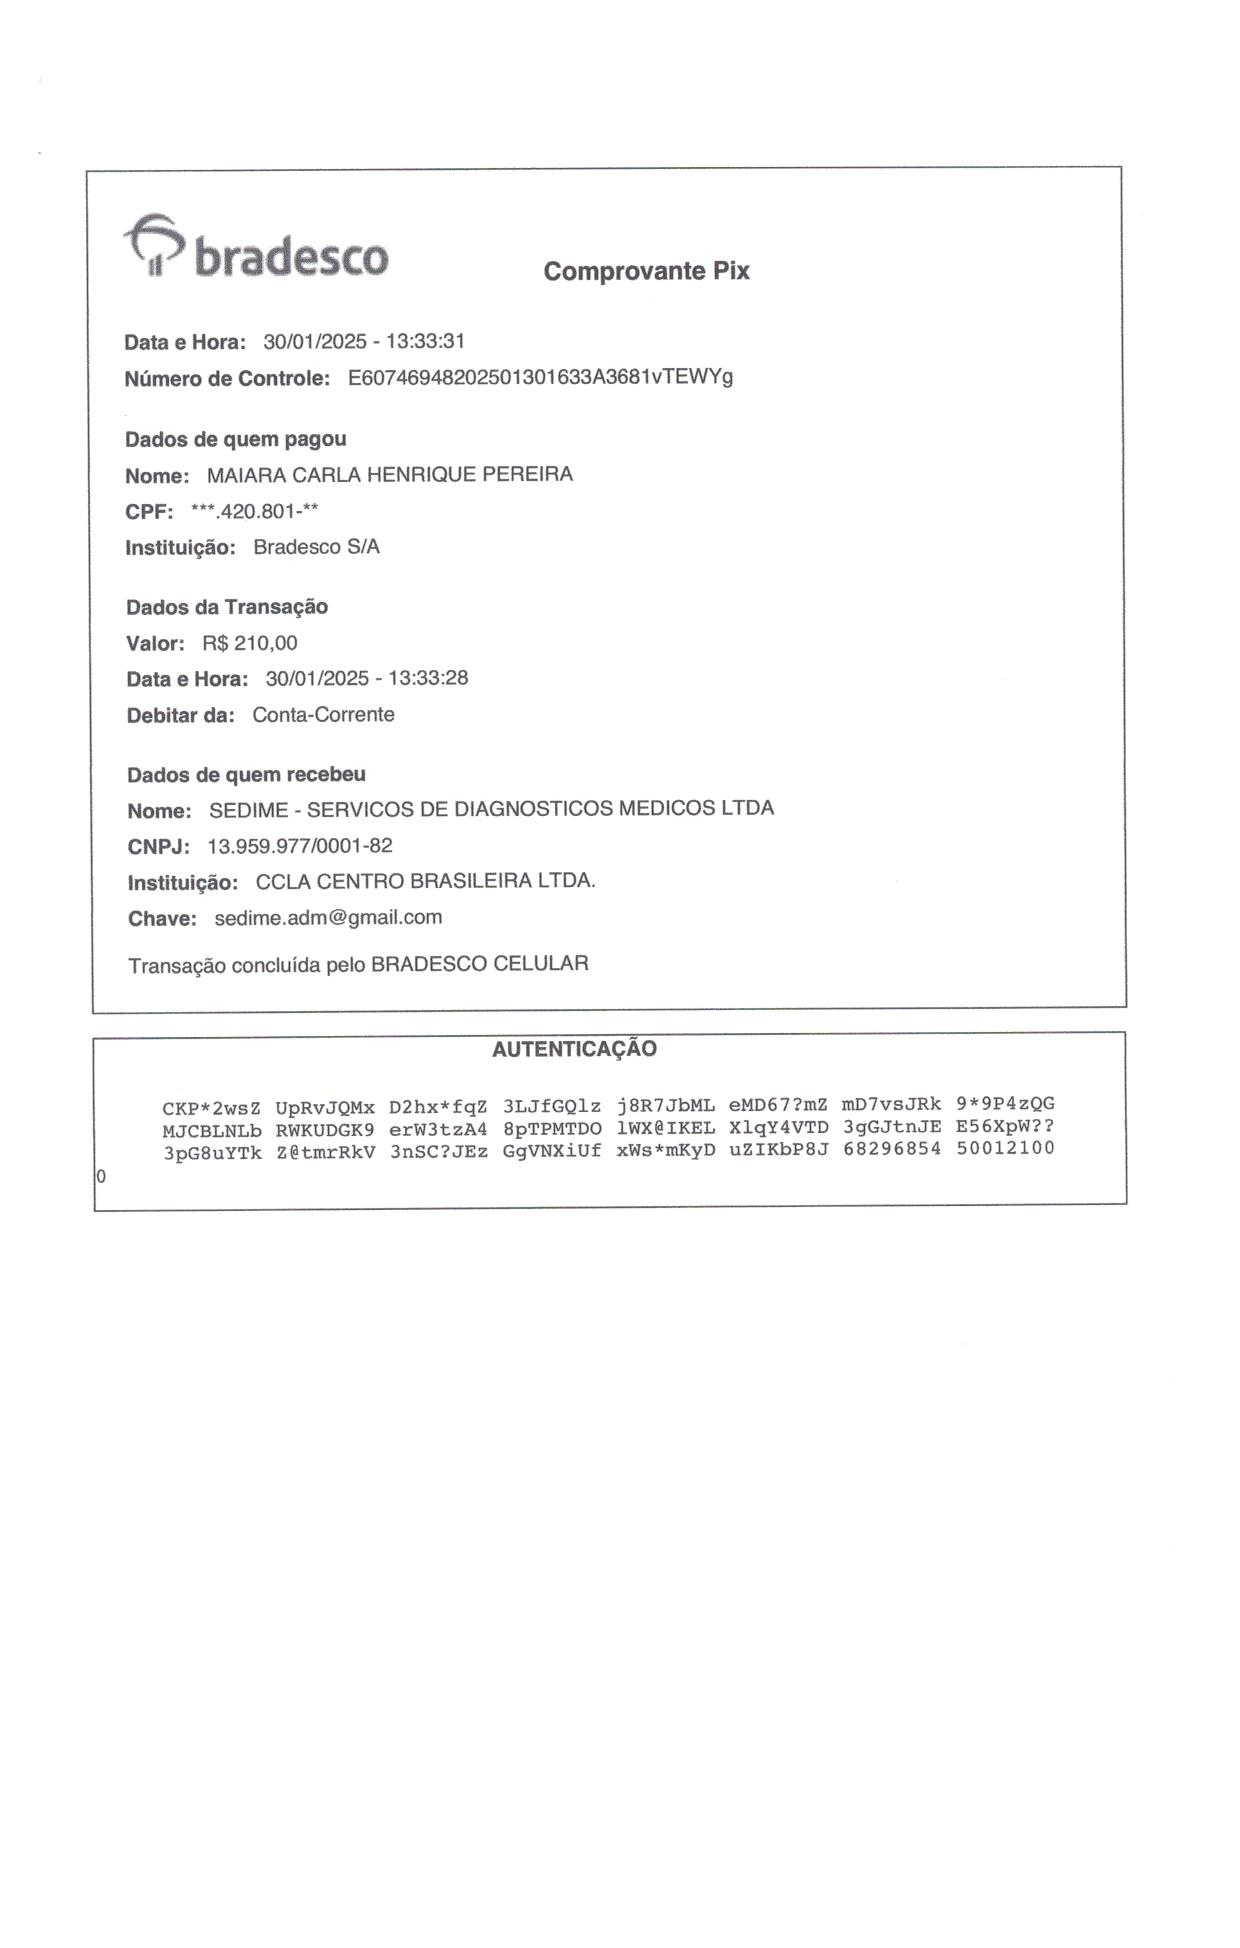 bradesco
Comprovante Pix
Data e Hora: 30/01/2025 - 13:33:31
Número de Controle: E60746948202501301633A3681vTEWYg
Dados de quem pagou
Nome: MAIARA CARLA HENRIQUE PEREIRA
CPF: ***.420.801-**
Instituição: Bradesco S/A
Dados da Transação
Valor: R$ 210,00
Data e Hora: 30/01/2025 - 13:33:28
Debitar da: Conta-Corrente
Dados de quem recebeu
Nome: SEDIME - SERVICOS DE DIAGNOSTICOS MEDICOS LTDA
CNPJ: 13.959.977/0001-82
Instituição: CCLA CENTRO BRASILEIRA LTDA.
Chave: sedime.adm@gmail.com
Transação concluída pelo BRADESCO CELULAR
AUTENTICAÇÃO
CKP*2wsZ UpRvJQMx D2hx*fqZ 3LJfGQlz j8R7JbML eMD67?mZ mD7vsJRk 9*9P4zQG
MJCBLNLb RWKUDGK9 erW3tzA4 8pTPMTDO lWX@IKEL XlqY4VTD 3gGJtnJE E56XpW??
3pG8uYTk Z@tmrRkV 3nSC?JEz GgVNXiUf xWs*mKyD uZIKbP8J 68296854 50012100
0